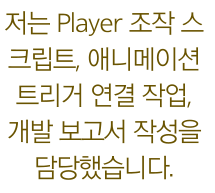 저는 Player 조작 스
크립트, 애니메이션
트리거 연결 작업,
개발 보고서 작성을
담당했습니다.